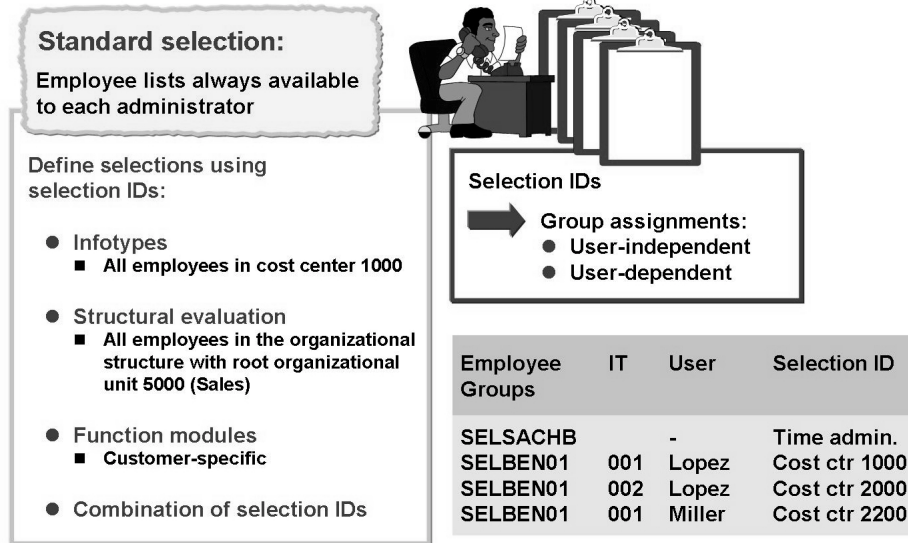 Standard selection:
Employee lists always available
to each administrator
Define selections using
selection IDs:
● Infotypes
■ All employees in cost center 1000
● Structural evaluation
■ All employees in the organizational
structure with root organizational
unit 5000 (Sales)
● Function modules
■ Customer-specific
● Combination of selection IDs
Selection IDs
Group assignments:
● User-independent
● User-dependent
Employee Groups IT User Selection ID
SELSACHB - Time admin.
SELBEN01 001 Lopez Cost ctr 1000
SELBEN01 002 Lopez Cost ctr 2000
SELBEN01 001 Miller Cost ctr 2200